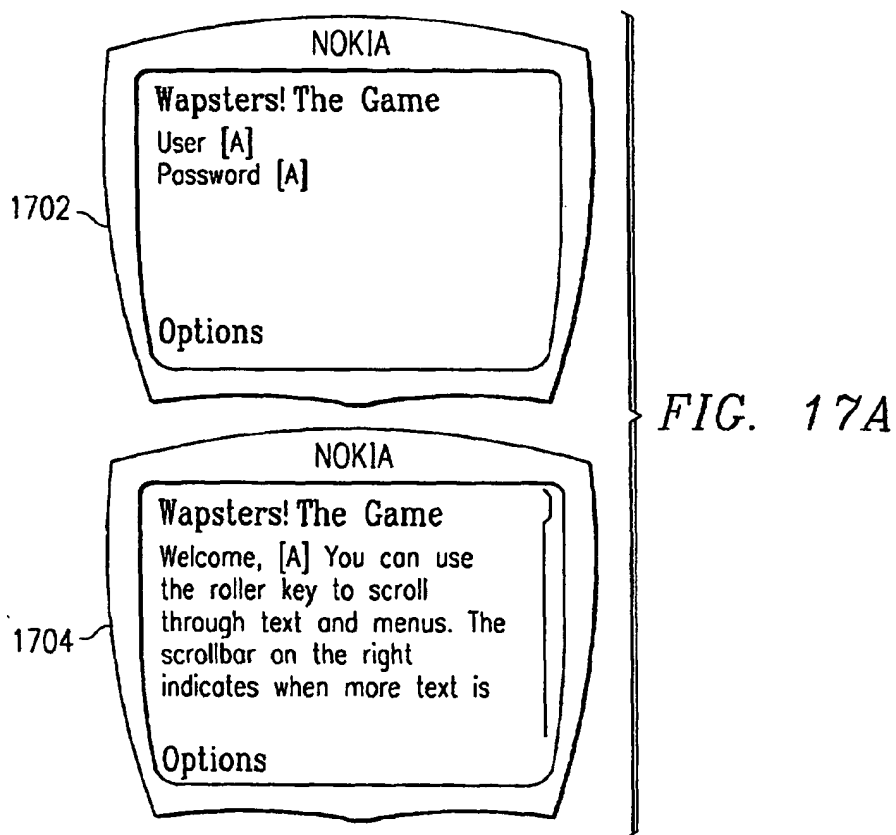 NOKIA
Wapsters! The Game
User [A]
Password [A]
1702
Options
FIG. 17A
NOKIA
Wapsters! The Game
Welcome, [A] You can use
the roller key to scroll
through text and menus. The
scrollbar on the right
indicates when more text is
1704
Options